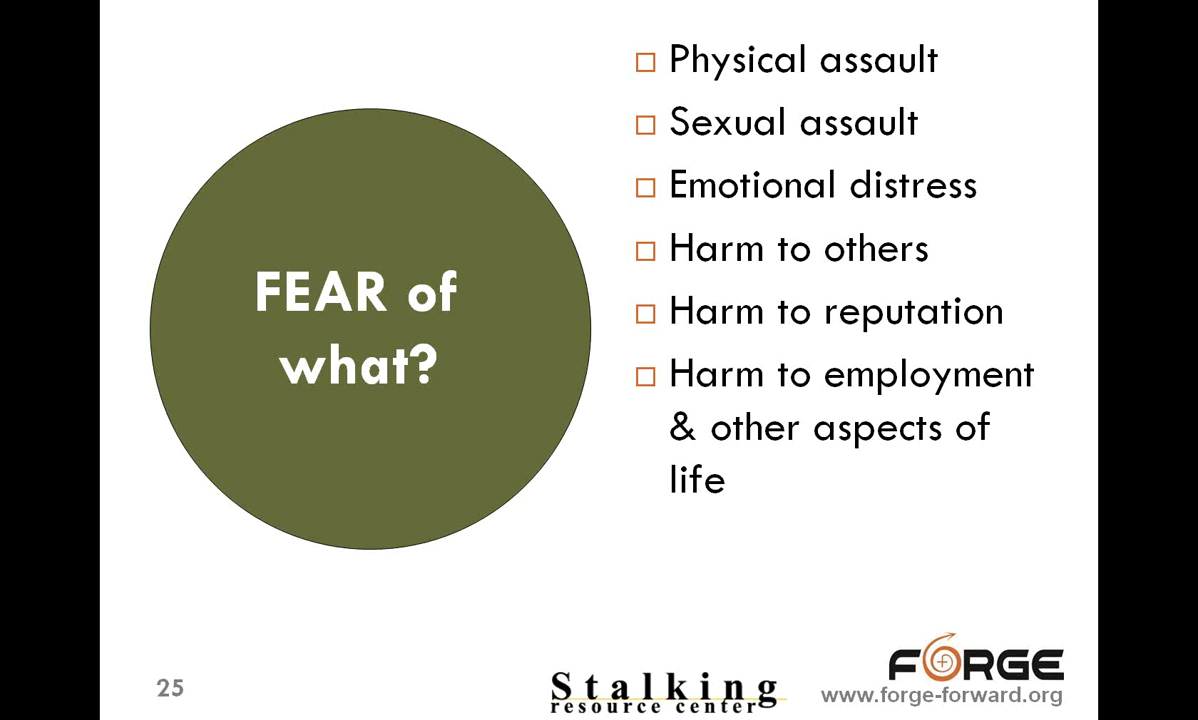 FEAR of
what?
Physical assault
Sexual assault
Emotional distress
Harm to others
Harm to reputation
Harm to employment
& other aspects of
life
25
Stalking
resource center
FORGE
www.forge-forward.org